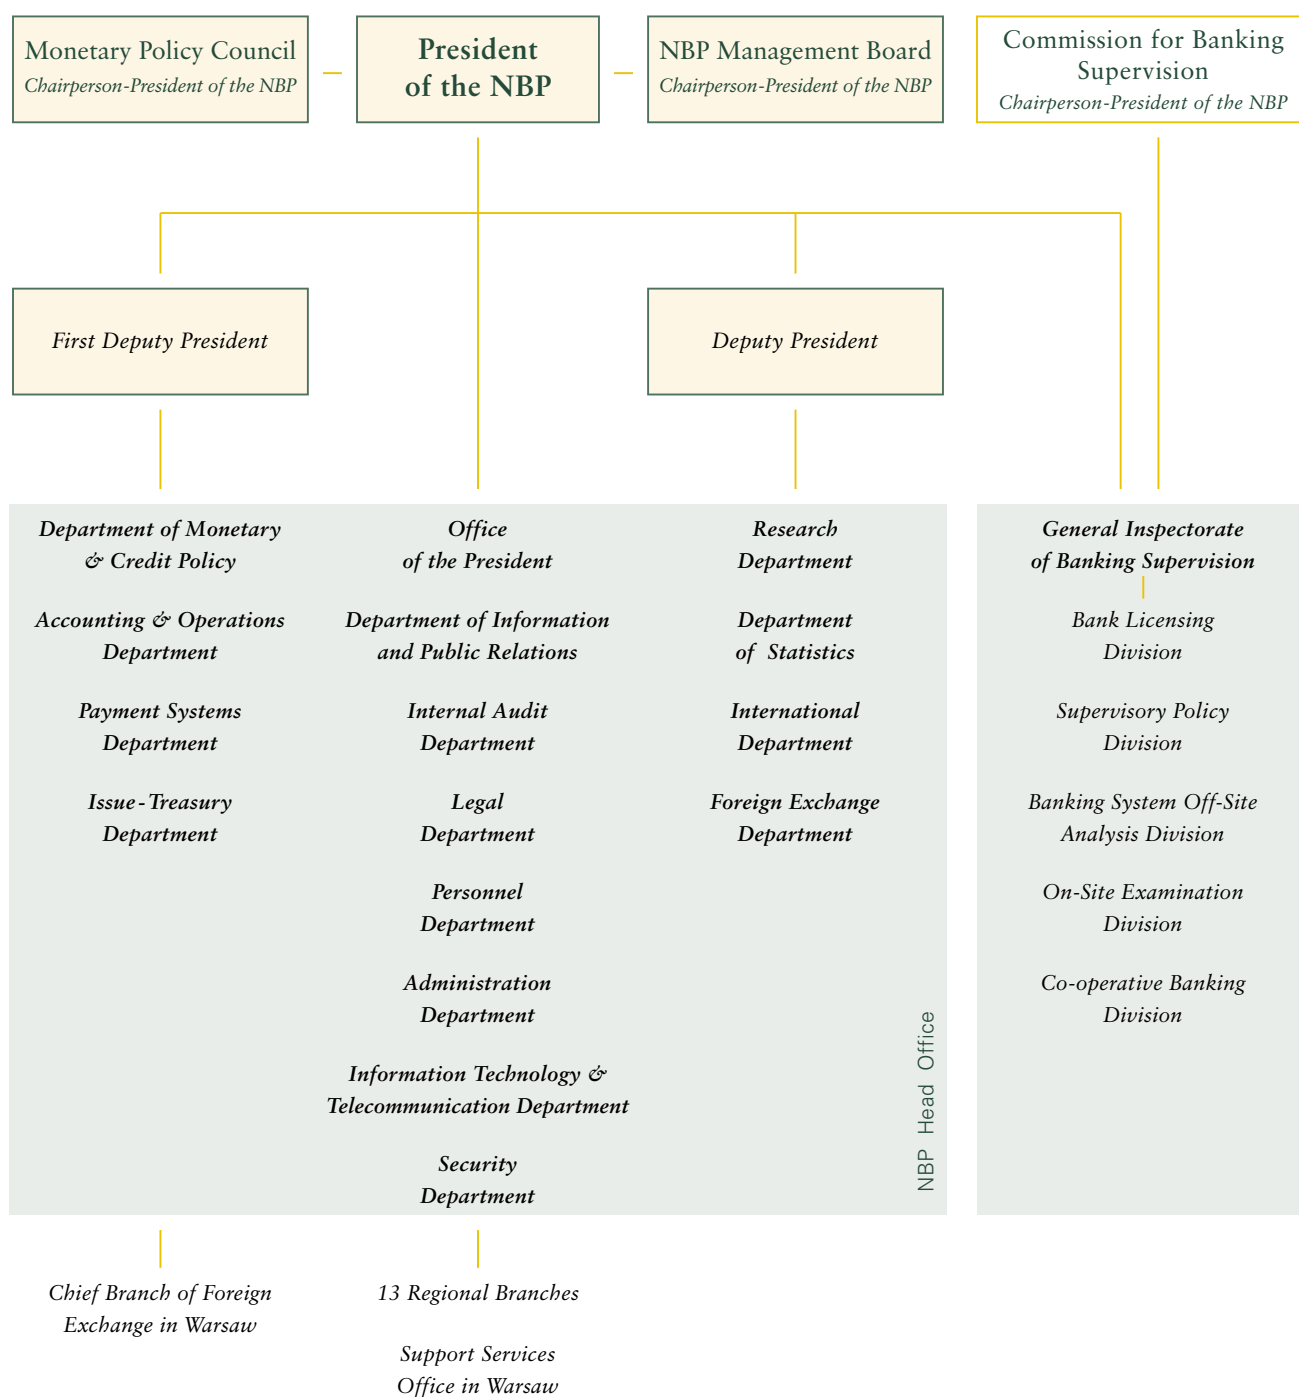 Monetary Policy Council
Chairperson-President of the NBP
President
of the NBP
NBP Management Board
Chairperson-President of the NBP
Commission for Banking
Supervision
Chairperson-President of the NBP
First Deputy President
Deputy President
Department of Monetary
& Credit Policy
Accounting & Operations
Department
Payment Systems
Department
Issue-Treasury
Department
Office
of the President
Department of Information
and Public Relations
Internal Audit
Department
Legal
Department
Personnel
Department
Administration
Department
Information Technology &
Telecommunication Department
Security
Department
Research
Department
Department
of Statistics
International
Department
Foreign Exchange
Department
NBP Head Office
General Inspectorate
of Banking Supervision
Bank Licensing
Division
Supervisory Policy
Division
Banking System Off-Site
Analysis Division
On-Site Examination
Division
Co-operative Banking
Division
Chief Branch of Foreign
Exchange in Warsaw
13 Regional Branches
Support Services
Office in Warsaw